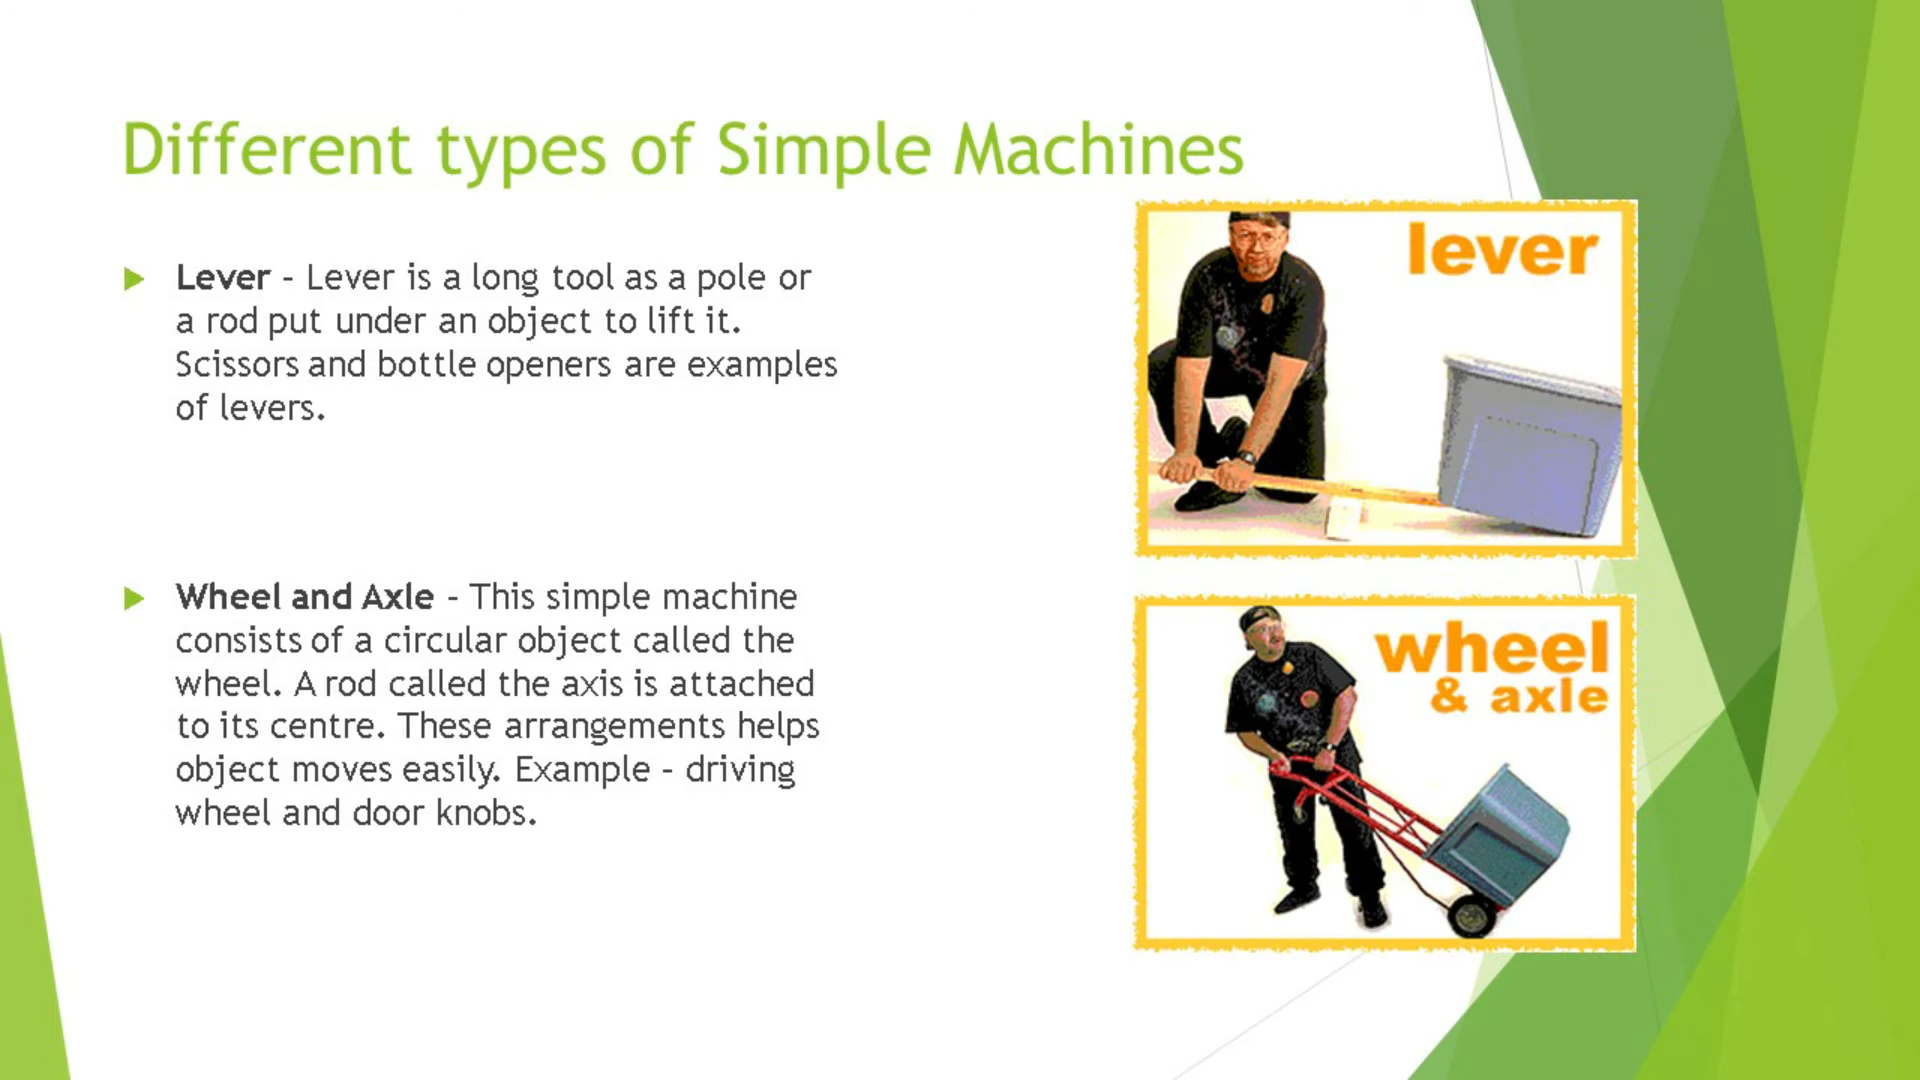 Different types of Simple Machines
Lever – Lever is a long tool as a pole or
a rod put under an object to lift it.
Scissors and bottle openers are examples
of levers.
Wheel and Axle – This simple machine
consists of a circular object called the
wheel. A rod called the axis is attached
to its centre. These arrangements helps
object moves easily. Example – driving
wheel and door knobs.
lever
wheel
& axle